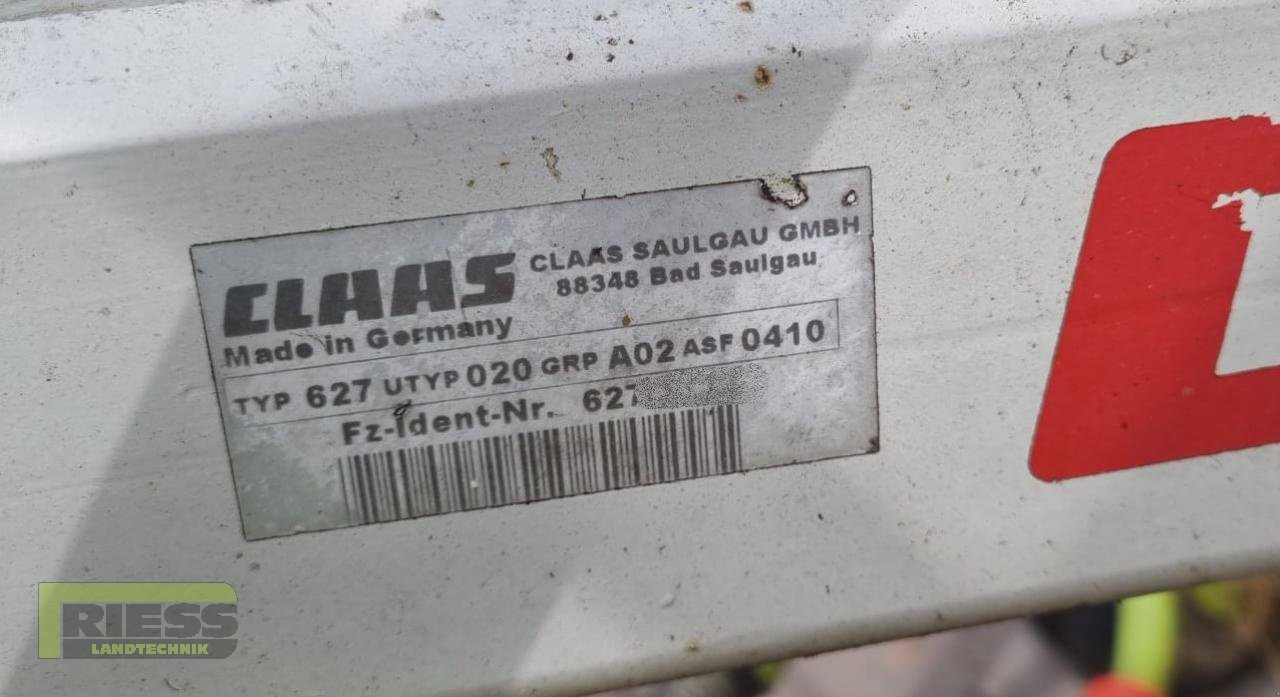 CLAAS
CLAAS SAULGAU GMBH
88348 Bad Saulgau
Made in Germany
TYP 627 UTYP 020 GRP A02 ASF 0410
Fz-Ident-Nr. 627
RIESS
LANDTECHNIK